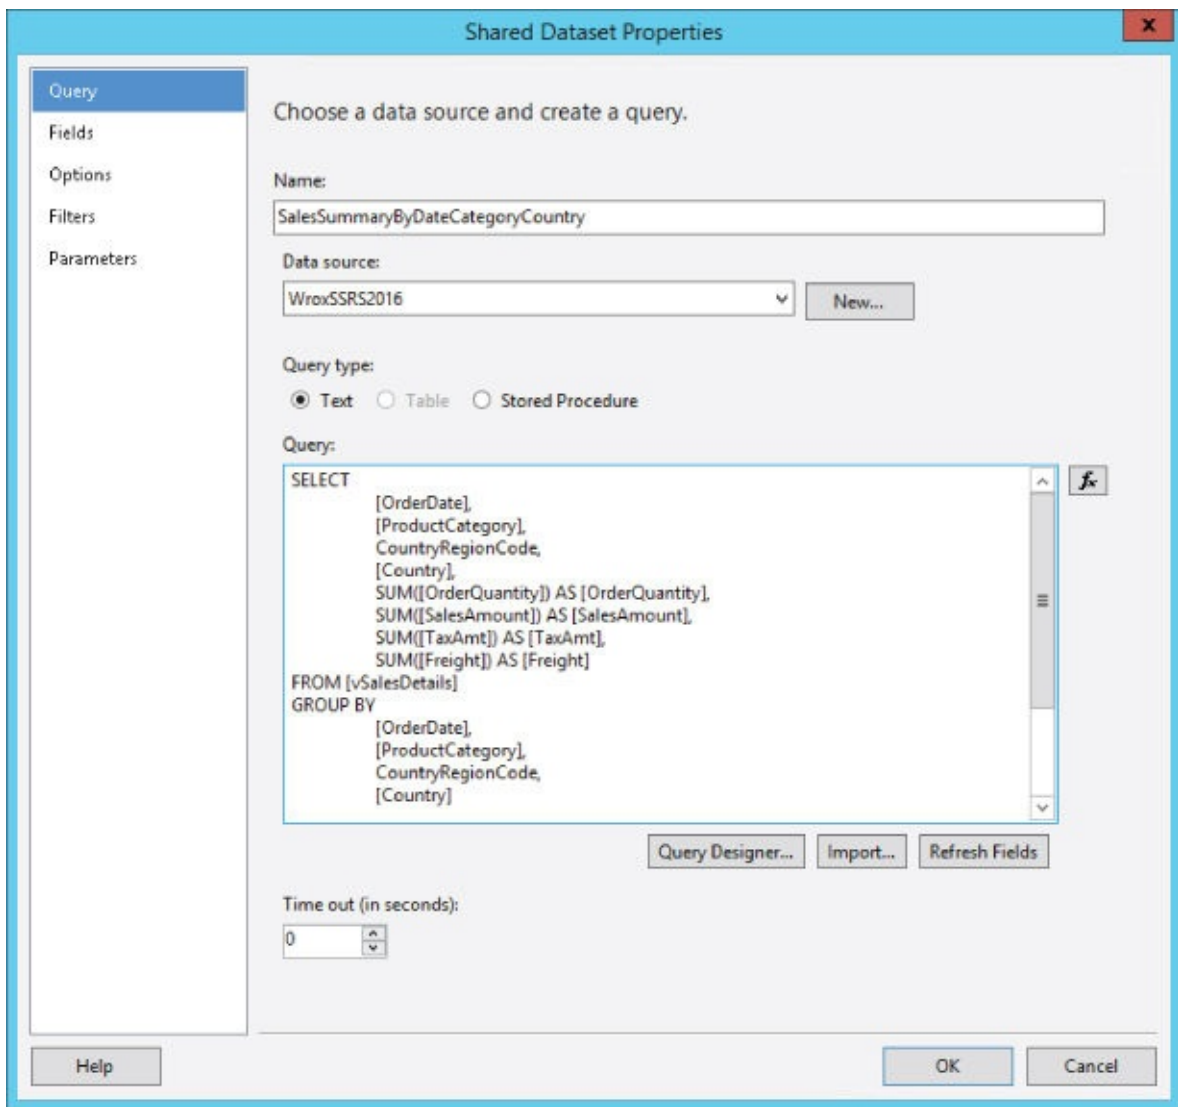 Shared Dataset Properties
x
Query
Fields
Options
Filters
Parameters
Choose a data source and create a query.
Name:
SalesSummaryByDateCategoryCountry
Data source:
WroxSSRS2016
New...
Query type:
Text Table Stored Procedure
Query:
fx
SELECT
[OrderDate],
[ProductCategory],
CountryRegionCode,
[Country],
SUM([OrderQuantity]) AS [OrderQuantity],
SUM([SalesAmount]) AS [SalesAmount],
SUM([TaxAmt]) AS [TaxAmt],
SUM([Freight]) AS [Freight]
FROM [vSalesDetails]
GROUP BY
[OrderDate],
[ProductCategory],
CountryRegionCode,
[Country]
Query Designer... Import... Refresh Fields
Time out (in seconds):
0
Help OK Cancel